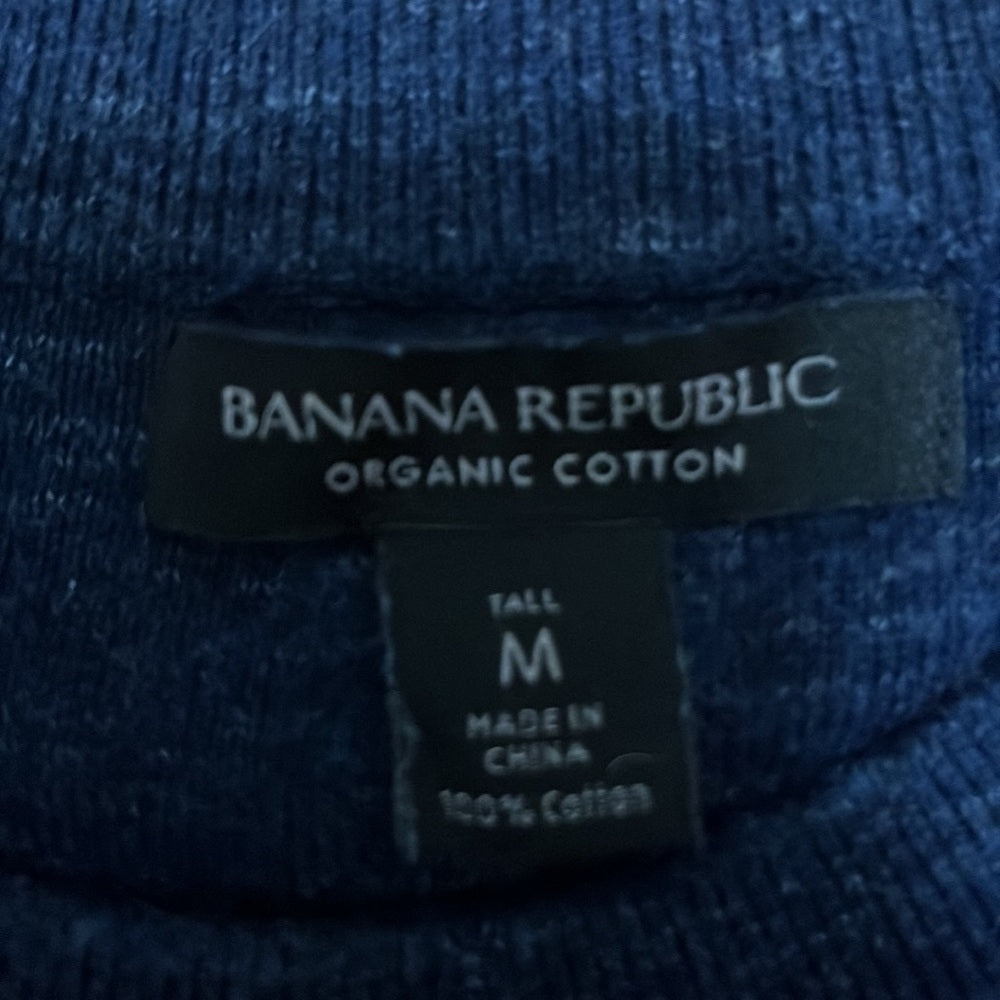 BANANA REPUBLIC
ORGANIC COTTON
TALL
M
MADE IN
CHINA
100% Cotton